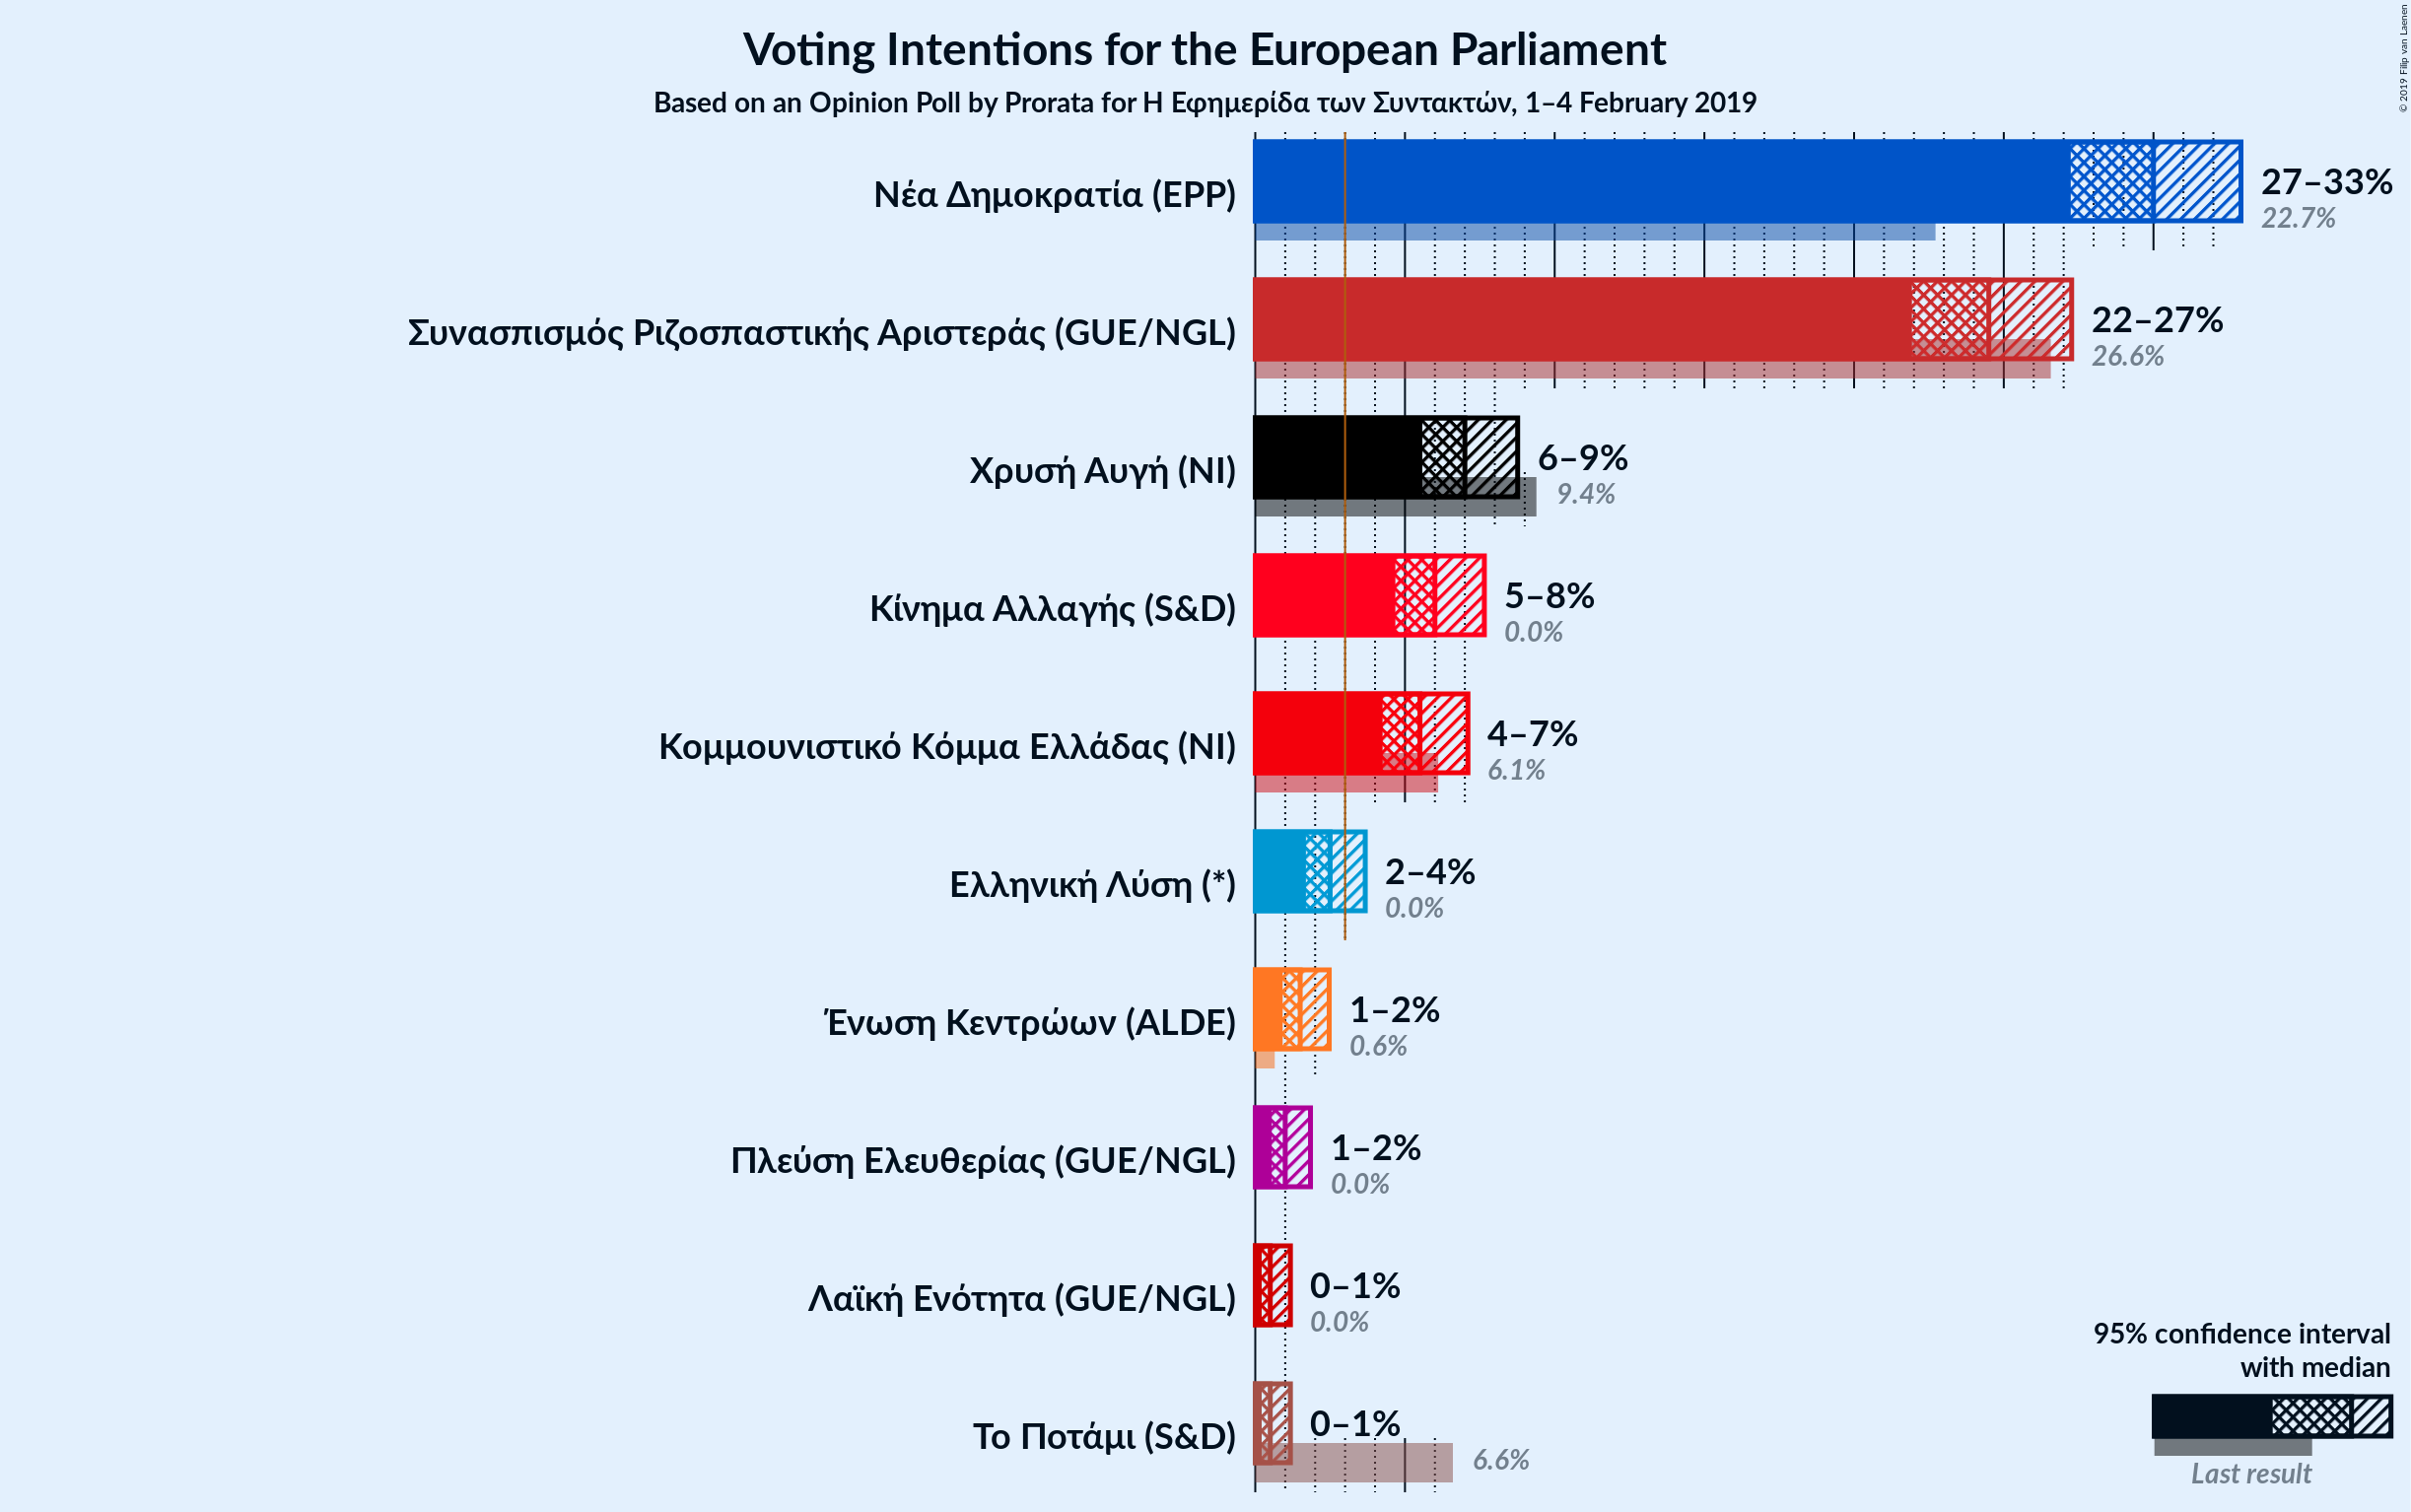 Voting Intentions for the European Parliament
Based on an Opinion Poll by Prorata for Η Εφημερίδα των Συντακτών, 1–4 February 2019
© 2019 Filip van Laenen
Νέα Δημοκρατία (EPP)
27–33%
22.7%
Συνασπισμός Ριζοσπαστικής Αριστεράς (GUE/NGL)
22–27%
26.6%
Χρυσή Αυγή (NI)
6–9%
9.4%
Κίνημα Αλλαγής (S&D)
5–8%
0.0%
Κομμουνιστικό Κόμμα Ελλάδας (NI)
4–7%
6.1%
Ελληνική Λύση (*)
2–4%
0.0%
Ένωση Κεντρώων (ALDE)
1–2%
0.6%
Πλεύση Ελευθερίας (GUE/NGL)
1–2%
0.0%
Λαϊκή Ενότητα (GUE/NGL)
0–1%
0.0%
Το Ποτάμι (S&D)
0–1%
6.6%
95% confidence interval
with median
Last result